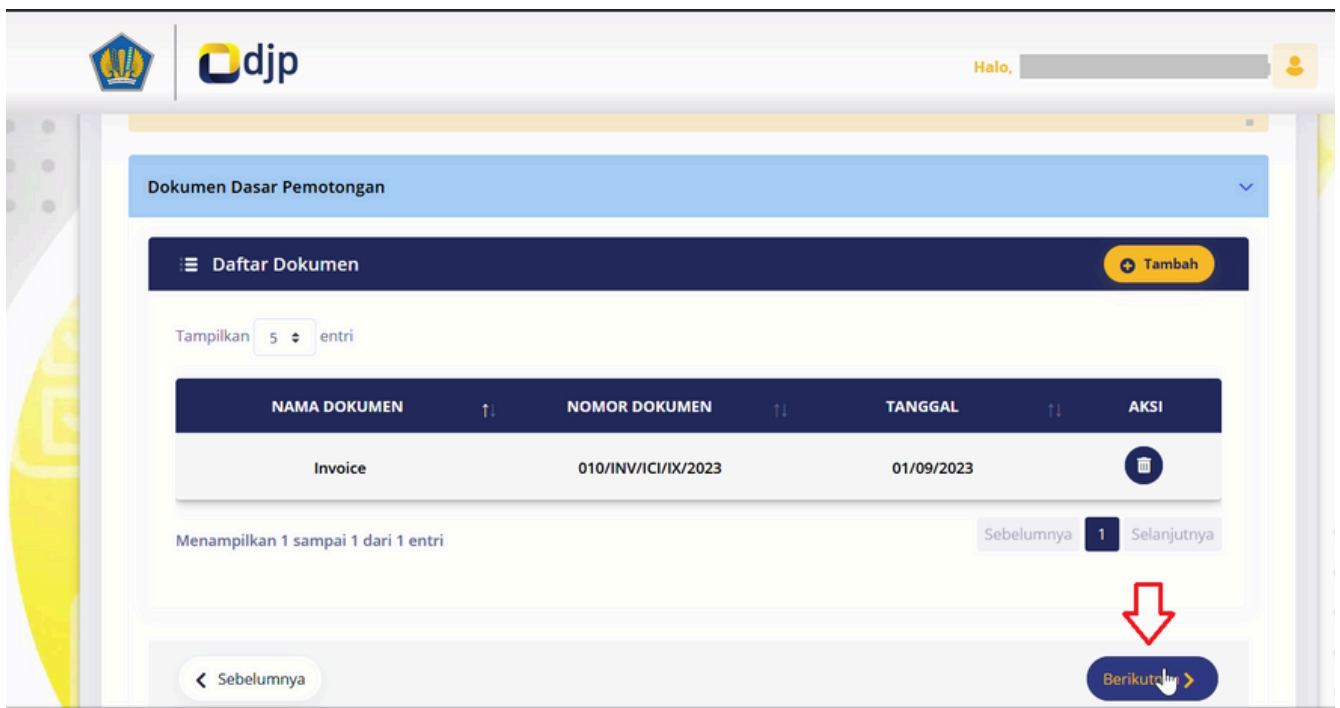 djp
Halo,
Dokumen Dasar Pemotongan
Daftar Dokumen
Tambah
Tampilkan 5 entri
NAMA DOKUMEN NOMOR DOKUMEN TANGGAL AKSI
Invoice 010/INV/ICI/IX/2023 01/09/2023
Menampilkan 1 sampai 1 dari 1 entri
Sebelumnya 1 Selanjutnya
Sebelumnya